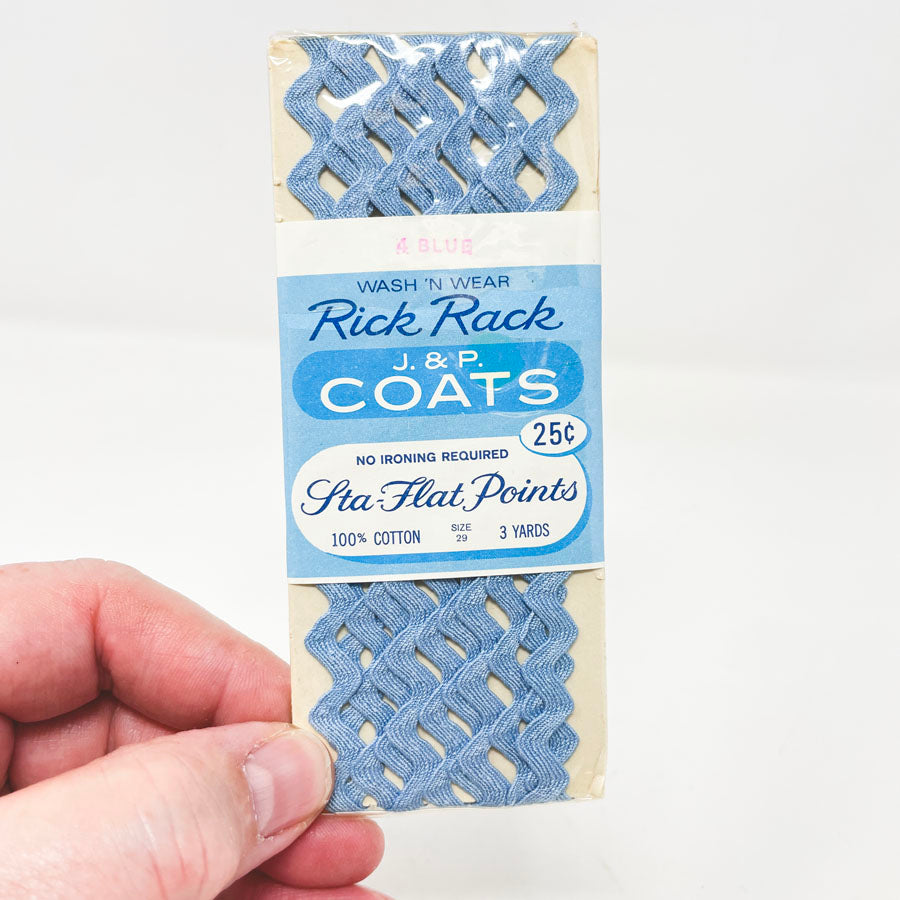 4 BLUE
WASH 'N WEAR
Rick Rack
J. & P.
COATS
25¢
NO IRONING REQUIRED
Sta-Flat Points
100% COTTON SIZE 29 3 YARDS